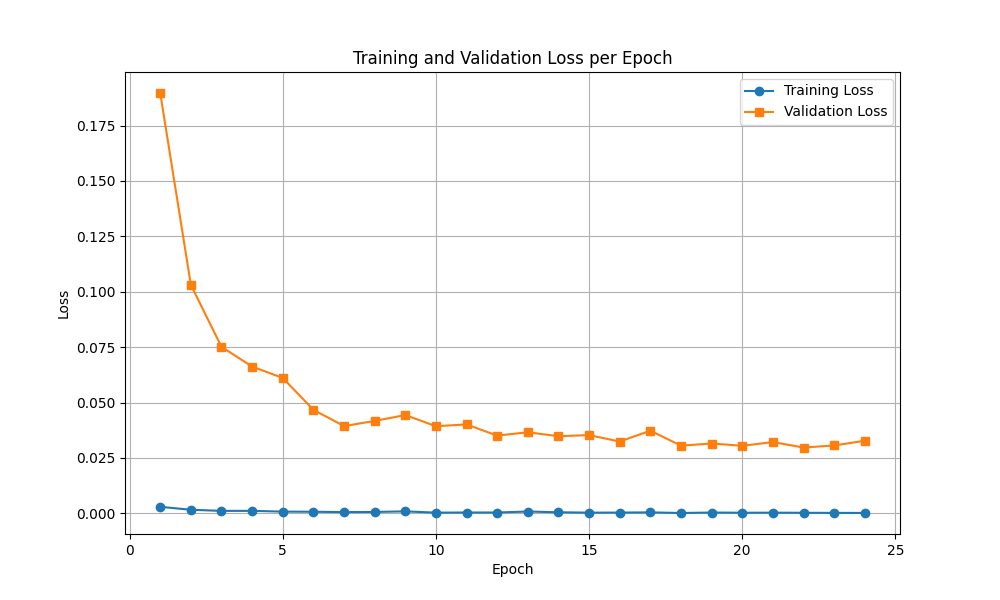 Training and Validation Loss per Epoch
Training Loss
Validation Loss
0.175
0.150
0.125
0.100
0.075
0.050
0.025
0.000
Loss
0 5 10 15 20 25
Epoch